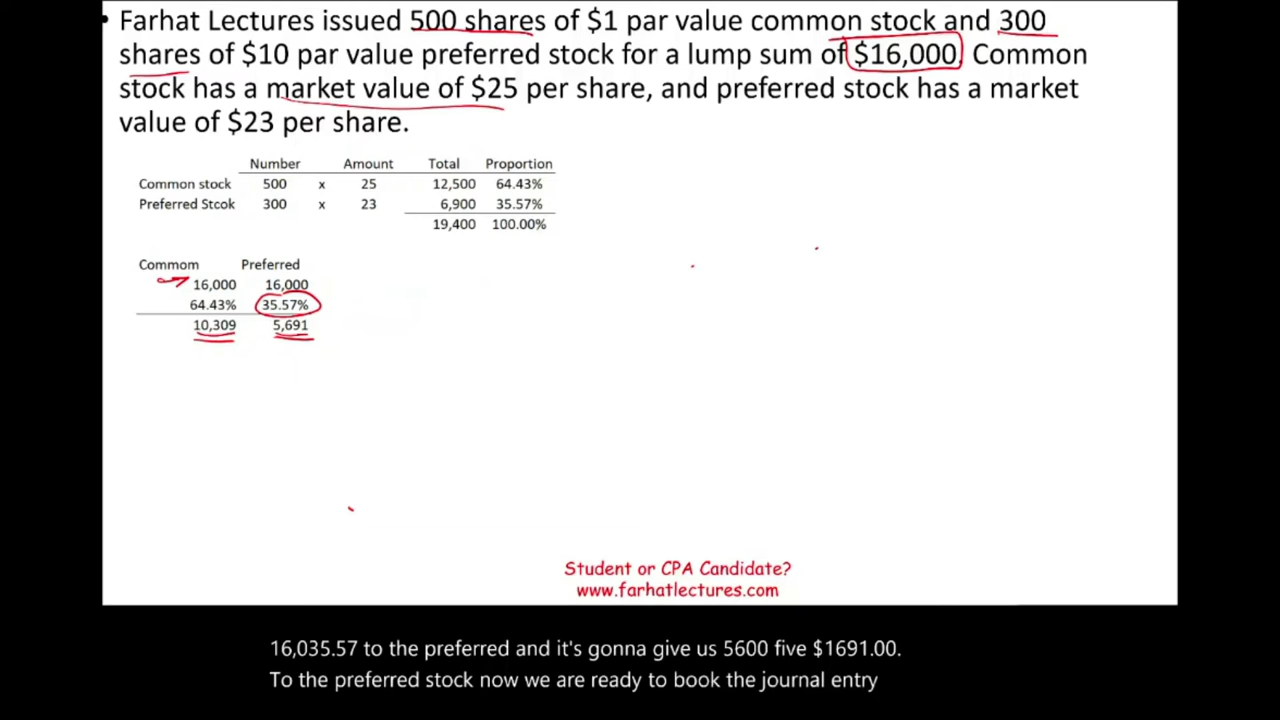 • Farhat Lectures issued 500 shares of $1 par value common stock and 300
shares of $10 par value preferred stock for a lump sum of $16,000. Common
stock has a market value of $25 per share, and preferred stock has a market
value of $23 per share.
Number Amount Total Proportion
Common stock 500 x 25 12,500 64.43%
Preferred Stcok 300 x 23 6,900 35.57%
19,400 100.00%
Commom Preferred
16,000 16,000
64.43% 35.57%
10,309 5,691
Student or CPA Candidate?
www.farhatlectures.com
16,035.57 to the preferred and it's gonna give us 5600 five $1691.00.
To the preferred stock now we are ready to book the journal entry